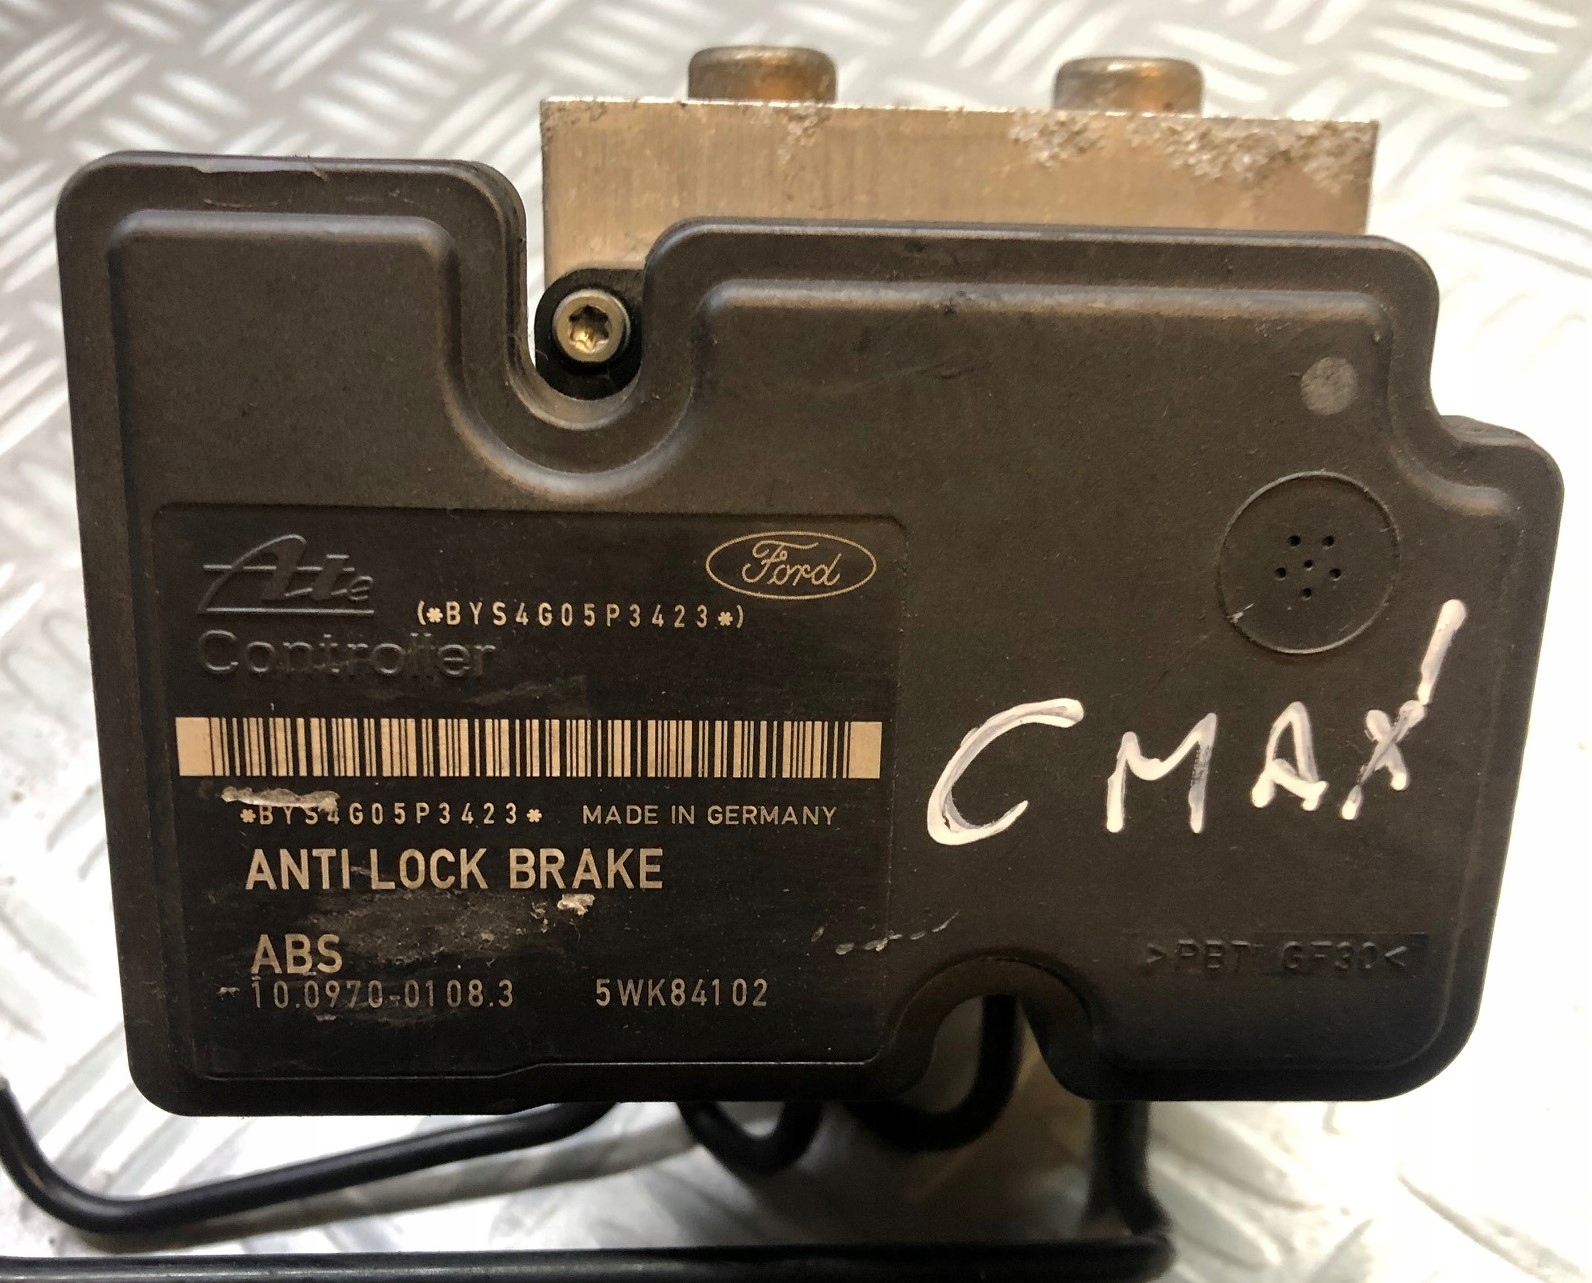 Ate
Ford
(*BYS4G05P3423*)
Controller
CMAX
*BYS4G05P3423* MADE IN GERMANY
ANTI LOCK BRAKE
ABS
10.0970-0108.3 5WK84102
>PBT GF30<